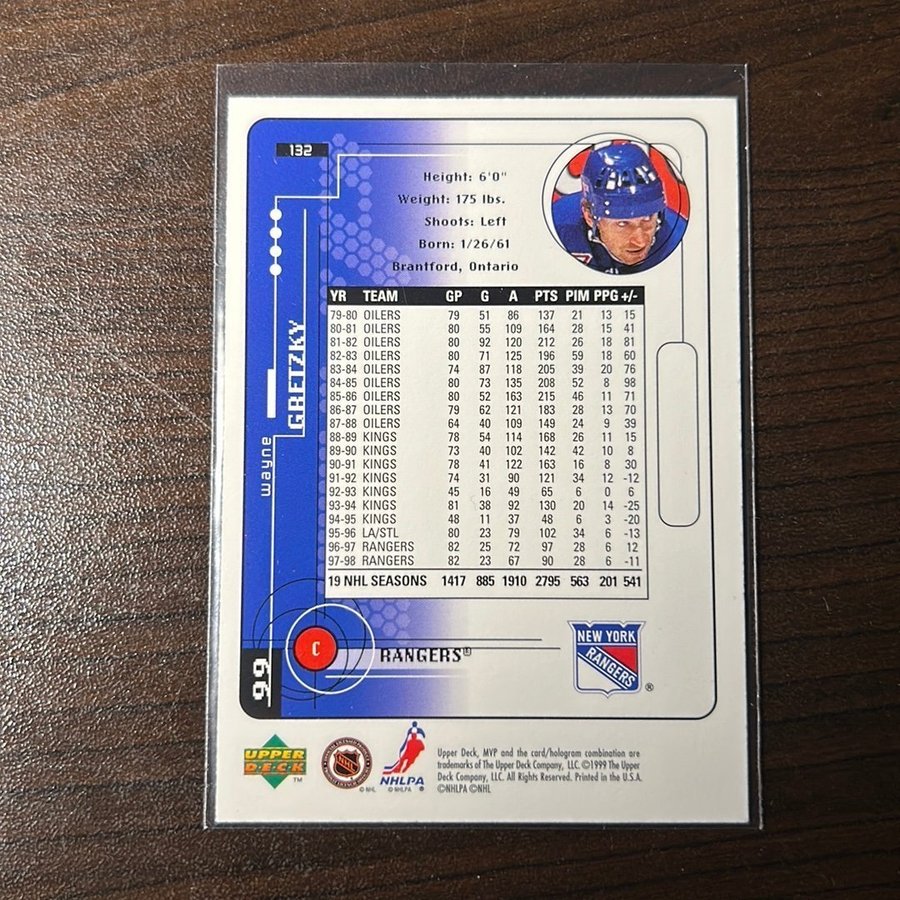 132
Height: 6'0"
Weight: 175 lbs.
Shoots: Left
Born: 1/26/61
Brantford, Ontario
wayne
GRETZKY
YR TEAM GP G A PTS PIM PPG +/-
79-80 OILERS 79 51 86 137 21 13 15
80-81 OILERS 80 55 109 164 28 15 41
81-82 OILERS 80 92 120 212 26 18 81
82-83 OILERS 80 71 125 196 59 18 60
83-84 OILERS 74 87 118 205 39 20 76
84-85 OILERS 80 73 135 208 52 8 98
85-86 OILERS 80 52 163 215 46 11 71
86-87 OILERS 79 62 121 183 28 13 70
87-88 OILERS 64 40 109 149 24 9 39
88-89 KINGS 78 54 114 168 26 11 15
89-90 KINGS 73 40 102 142 42 10 8
90-91 KINGS 78 41 122 163 16 8 30
91-92 KINGS 74 31 90 121 34 12 -12
92-93 KINGS 45 16 49 65 6 0 6
93-94 KINGS 81 38 92 130 20 14 -25
94-95 KINGS 48 11 37 48 6 3 -20
95-96 LA/STL 80 23 79 102 34 6 -13
96-97 RANGERS 82 25 72 97 28 6 12
97-98 RANGERS 82 23 67 90 28 6 -11
19 NHL SEASONS 1417 885 1910 2795 563 201 541
99
C
RANGERS®
NEW YORK
RANGERS
®
UPPER
DECK
™
NHL
©NHL
NHLPA
®
©NHLPA
Upper Deck, MVP and the card/hologram combination are
trademarks of The Upper Deck Company, LLC. ©1999 The Upper
Deck Company, LLC. All Rights Reserved. Printed in the U.S.A.
©NHLPA ©NHL